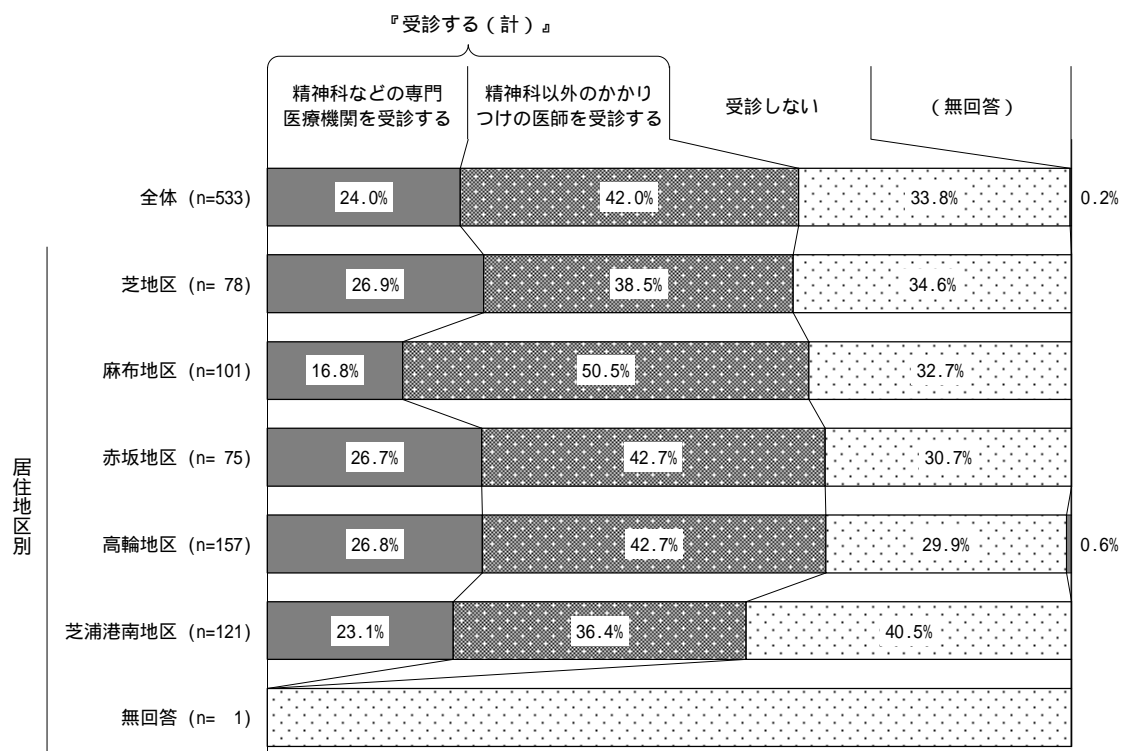 『受診する(計)』
精神科などの専門
医療機関を受診する
精神科以外のかかり
つけの医師を受診する
受診しない
(無回答)
全体 (n=533) 24.0% 42.0% 33.8% 0.2%
居住地区別
芝地区 (n= 78) 26.9% 38.5% 34.6%
麻布地区 (n=101) 16.8% 50.5% 32.7%
赤坂地区 (n= 75) 26.7% 42.7% 30.7%
高輪地区 (n=157) 26.8% 42.7% 29.9% 0.6%
芝浦港南地区 (n=121) 23.1% 36.4% 40.5%
無回答 (n= 1)